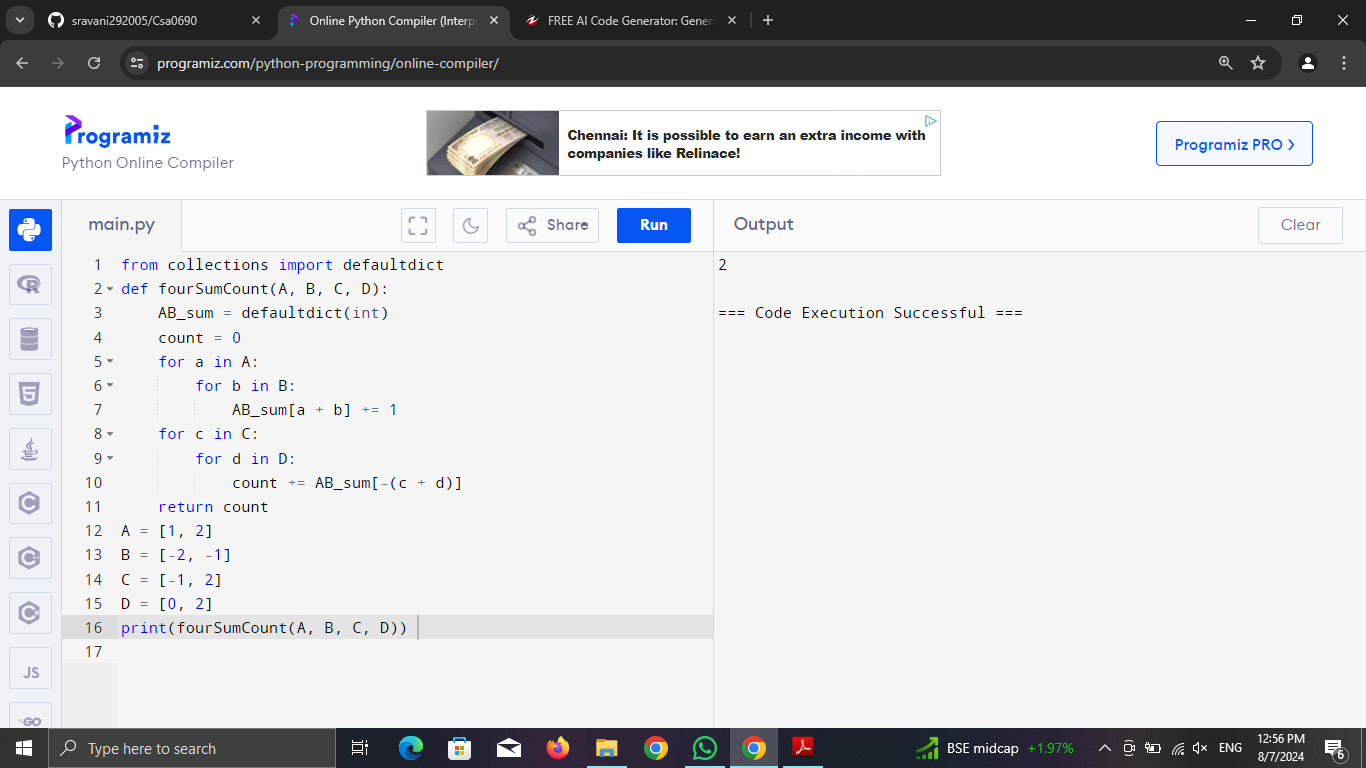 sravani292005/Csa0690
Online Python Compiler (Interp
FREE AI Code Generator: Gener
programiz.com/python-programming/online-compiler/
Programiz
Python Online Compiler
Chennai: It is possible to earn an extra income with
companies like Relinace!
Programiz PRO >
main.py
Share
Run
Output
Clear
1 from collections import defaultdict
2 def fourSumCount(A, B, C, D):
3 AB_sum = defaultdict(int)
4 count = 0
5 for a in A:
6 for b in B:
7 AB_sum[a + b] += 1
8 for c in C:
9 for d in D:
10 count += AB_sum[-(c + d)]
11 return count
12 A = [1, 2]
13 B = [-2, -1]
14 C = [-1, 2]
15 D = [0, 2]
16 print(fourSumCount(A, B, C, D))
17
2
=== Code Execution Successful ===
R
5
C
C
C
JS
GO
Type here to search
BSE midcap +1.97%
ENG
12:56 PM
8/7/2024
6